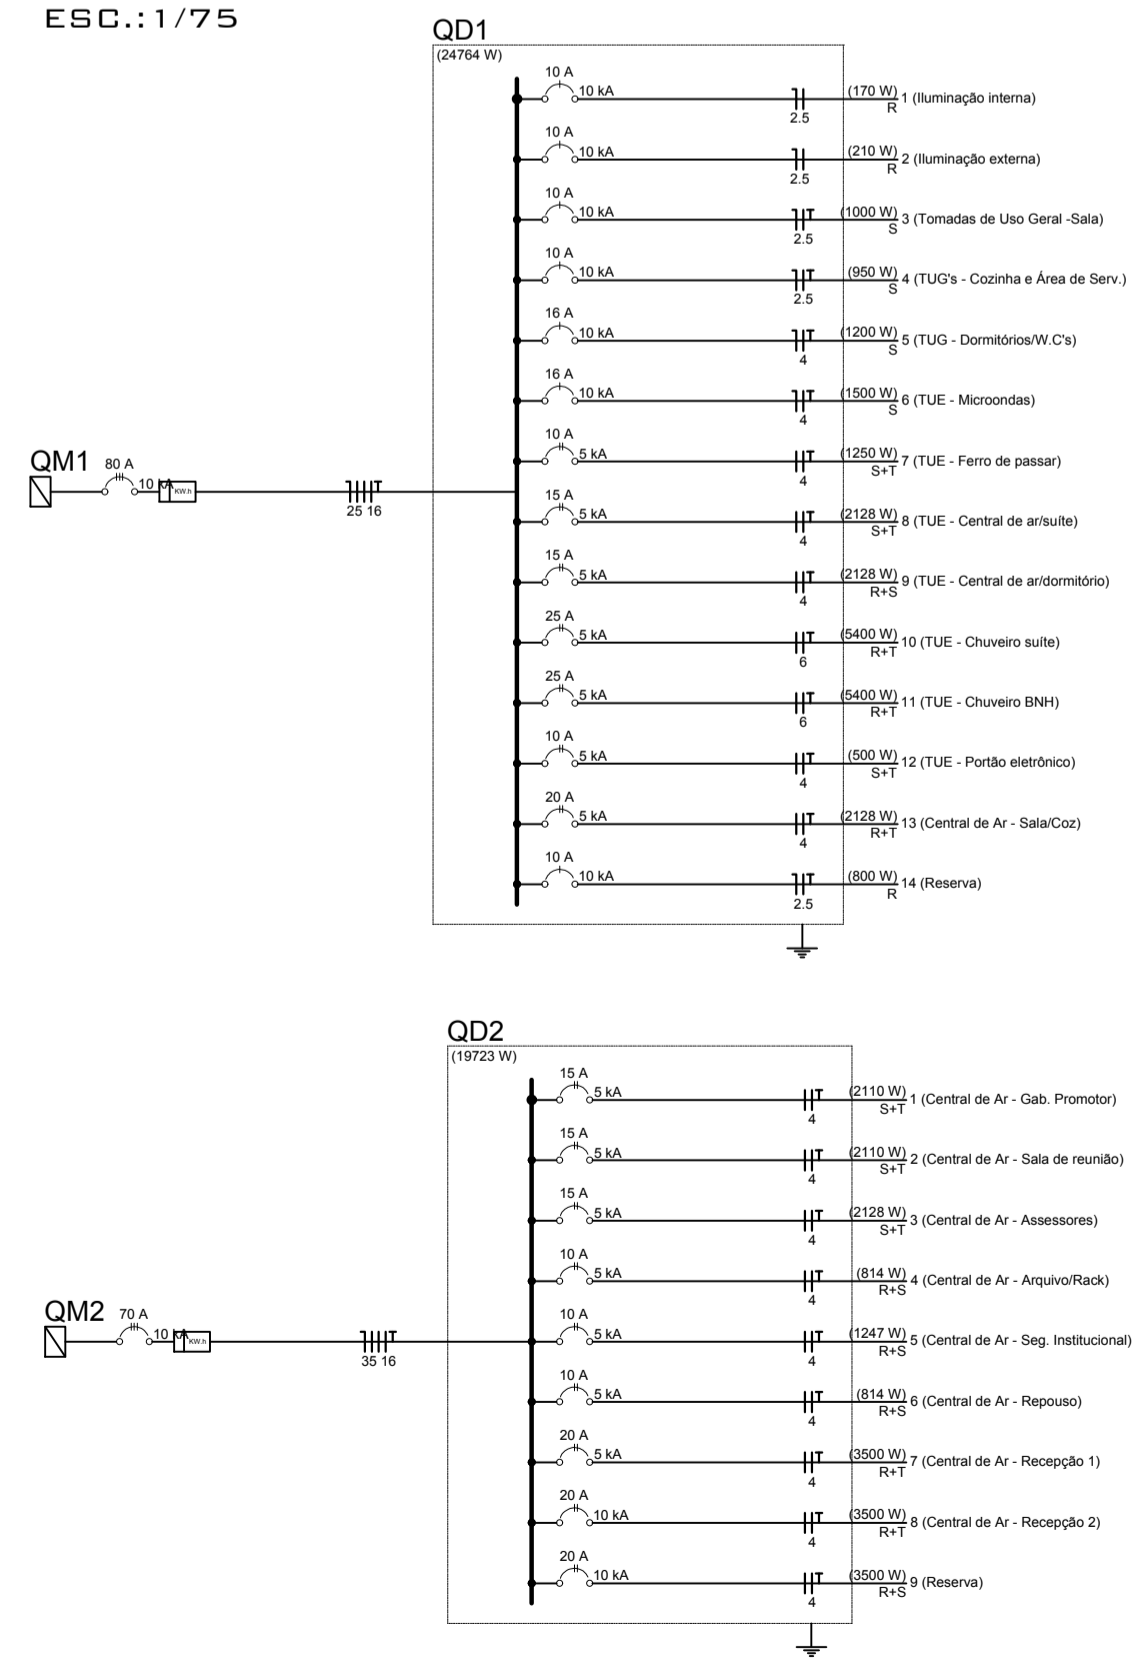 ESC.:1/75
QD1
(24764 W)
10 A
10 kA
2.5
(170 W)
R
1 (Iluminação interna)
10 A
10 kA
2.5
(210 W)
R
2 (Iluminação externa)
10 A
10 kA
T
2.5
(1000 W)
S
3 (Tomadas de Uso Geral -Sala)
10 A
10 kA
T
2.5
(950 W)
S
4 (TUG's - Cozinha e Área de Serv.)
16 A
10 kA
T
4
(1200 W)
S
5 (TUG - Dormitórios/W.C's)
16 A
10 kA
T
4
(1500 W)
S
6 (TUE - Microondas)
10 A
5 kA
T
4
(1250 W)
S+T
7 (TUE - Ferro de passar)
QM1
80 A
10 kA
KW.h
T
25 16
15 A
5 kA
T
4
(2128 W)
S+T
8 (TUE - Central de ar/suíte)
15 A
5 kA
T
4
(2128 W)
R+S
9 (TUE - Central de ar/dormitório)
25 A
5 kA
T
6
(5400 W)
R+T
10 (TUE - Chuveiro suíte)
25 A
5 kA
T
6
(5400 W)
R+T
11 (TUE - Chuveiro BNH)
10 A
5 kA
T
4
(500 W)
S+T
12 (TUE - Portão eletrônico)
20 A
5 kA
T
4
(2128 W)
R+T
13 (Central de Ar - Sala/Coz)
10 A
10 kA
T
2.5
(800 W)
R
14 (Reserva)
QD2
(19723 W)
15 A
5 kA
T
4
(2110 W)
S+T
1 (Central de Ar - Gab. Promotor)
15 A
5 kA
T
4
(2110 W)
S+T
2 (Central de Ar - Sala de reunião)
15 A
5 kA
T
4
(2128 W)
S+T
3 (Central de Ar - Assessores)
10 A
5 kA
T
4
(814 W)
R+S
4 (Central de Ar - Arquivo/Rack)
QM2
70 A
10 kA
KW.h
T
35 16
10 A
5 kA
T
4
(1247 W)
R+S
5 (Central de Ar - Seg. Institucional)
10 A
5 kA
T
4
(814 W)
R+S
6 (Central de Ar - Repouso)
20 A
5 kA
T
4
(3500 W)
R+T
7 (Central de Ar - Recepção 1)
20 A
10 kA
T
4
(3500 W)
R+T
8 (Central de Ar - Recepção 2)
20 A
10 kA
T
4
(3500 W)
R+S
9 (Reserva)